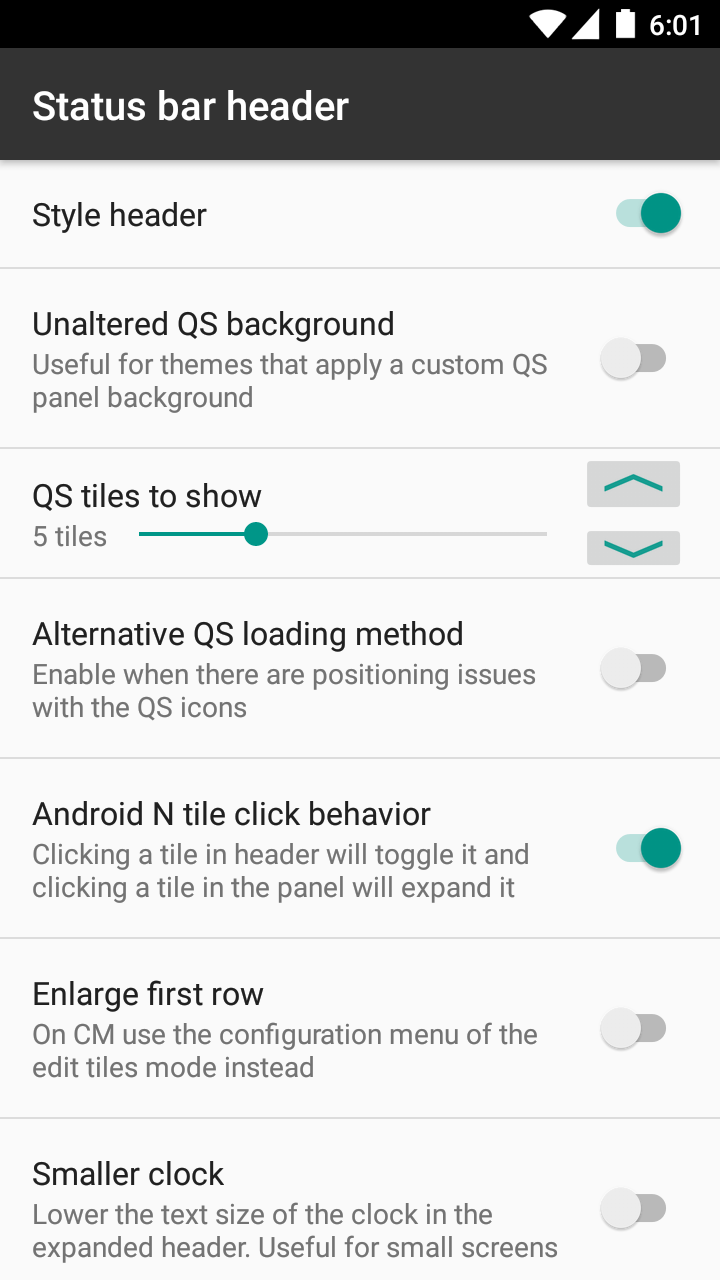 6:01
Status bar header
Style header
Unaltered QS background
Useful for themes that apply a custom QS
panel background
QS tiles to show
5 tiles
Alternative QS loading method
Enable when there are positioning issues
with the QS icons
Android N tile click behavior
Clicking a tile in header will toggle it and
clicking a tile in the panel will expand it
Enlarge first row
On CM use the configuration menu of the
edit tiles mode instead
Smaller clock
Lower the text size of the clock in the
expanded header. Useful for small screens